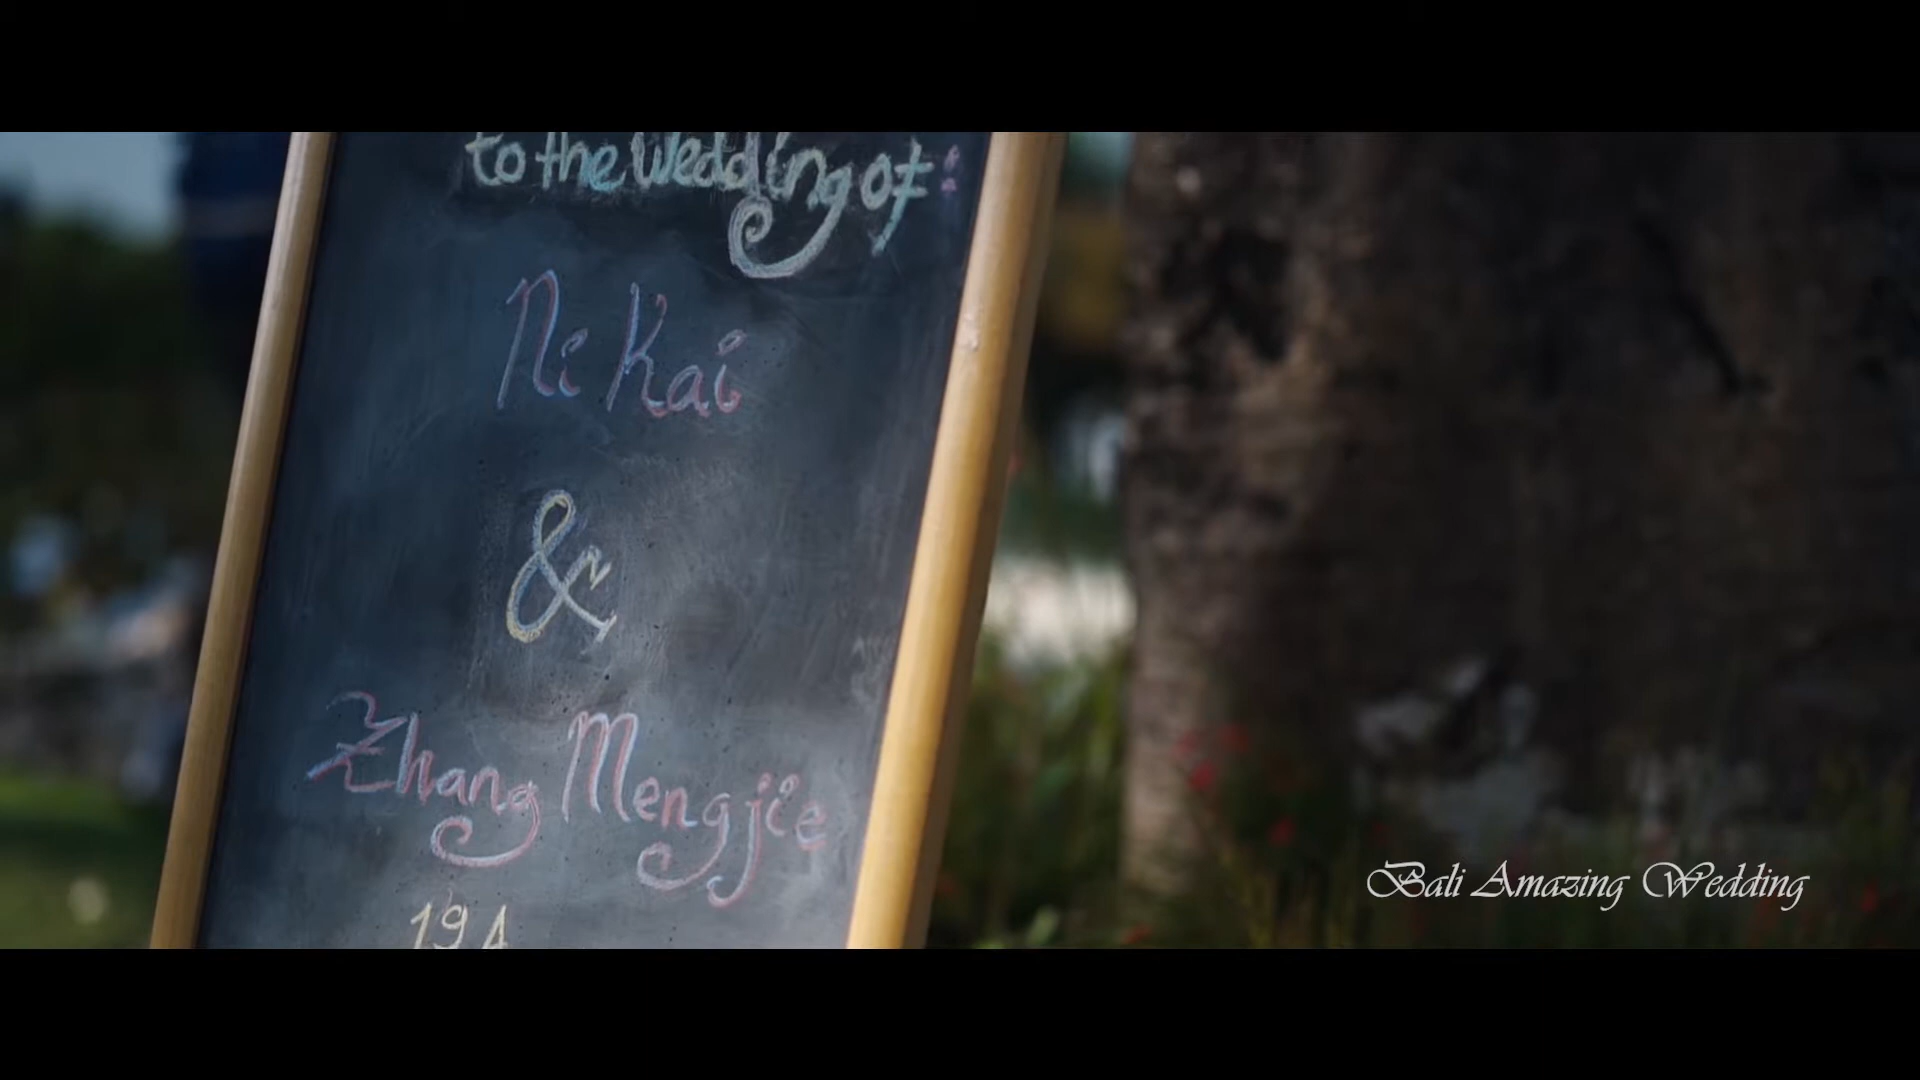 to the Wedding of:
Ni Kai
&
Zhang Mengjie
Bali Amazing Wedding